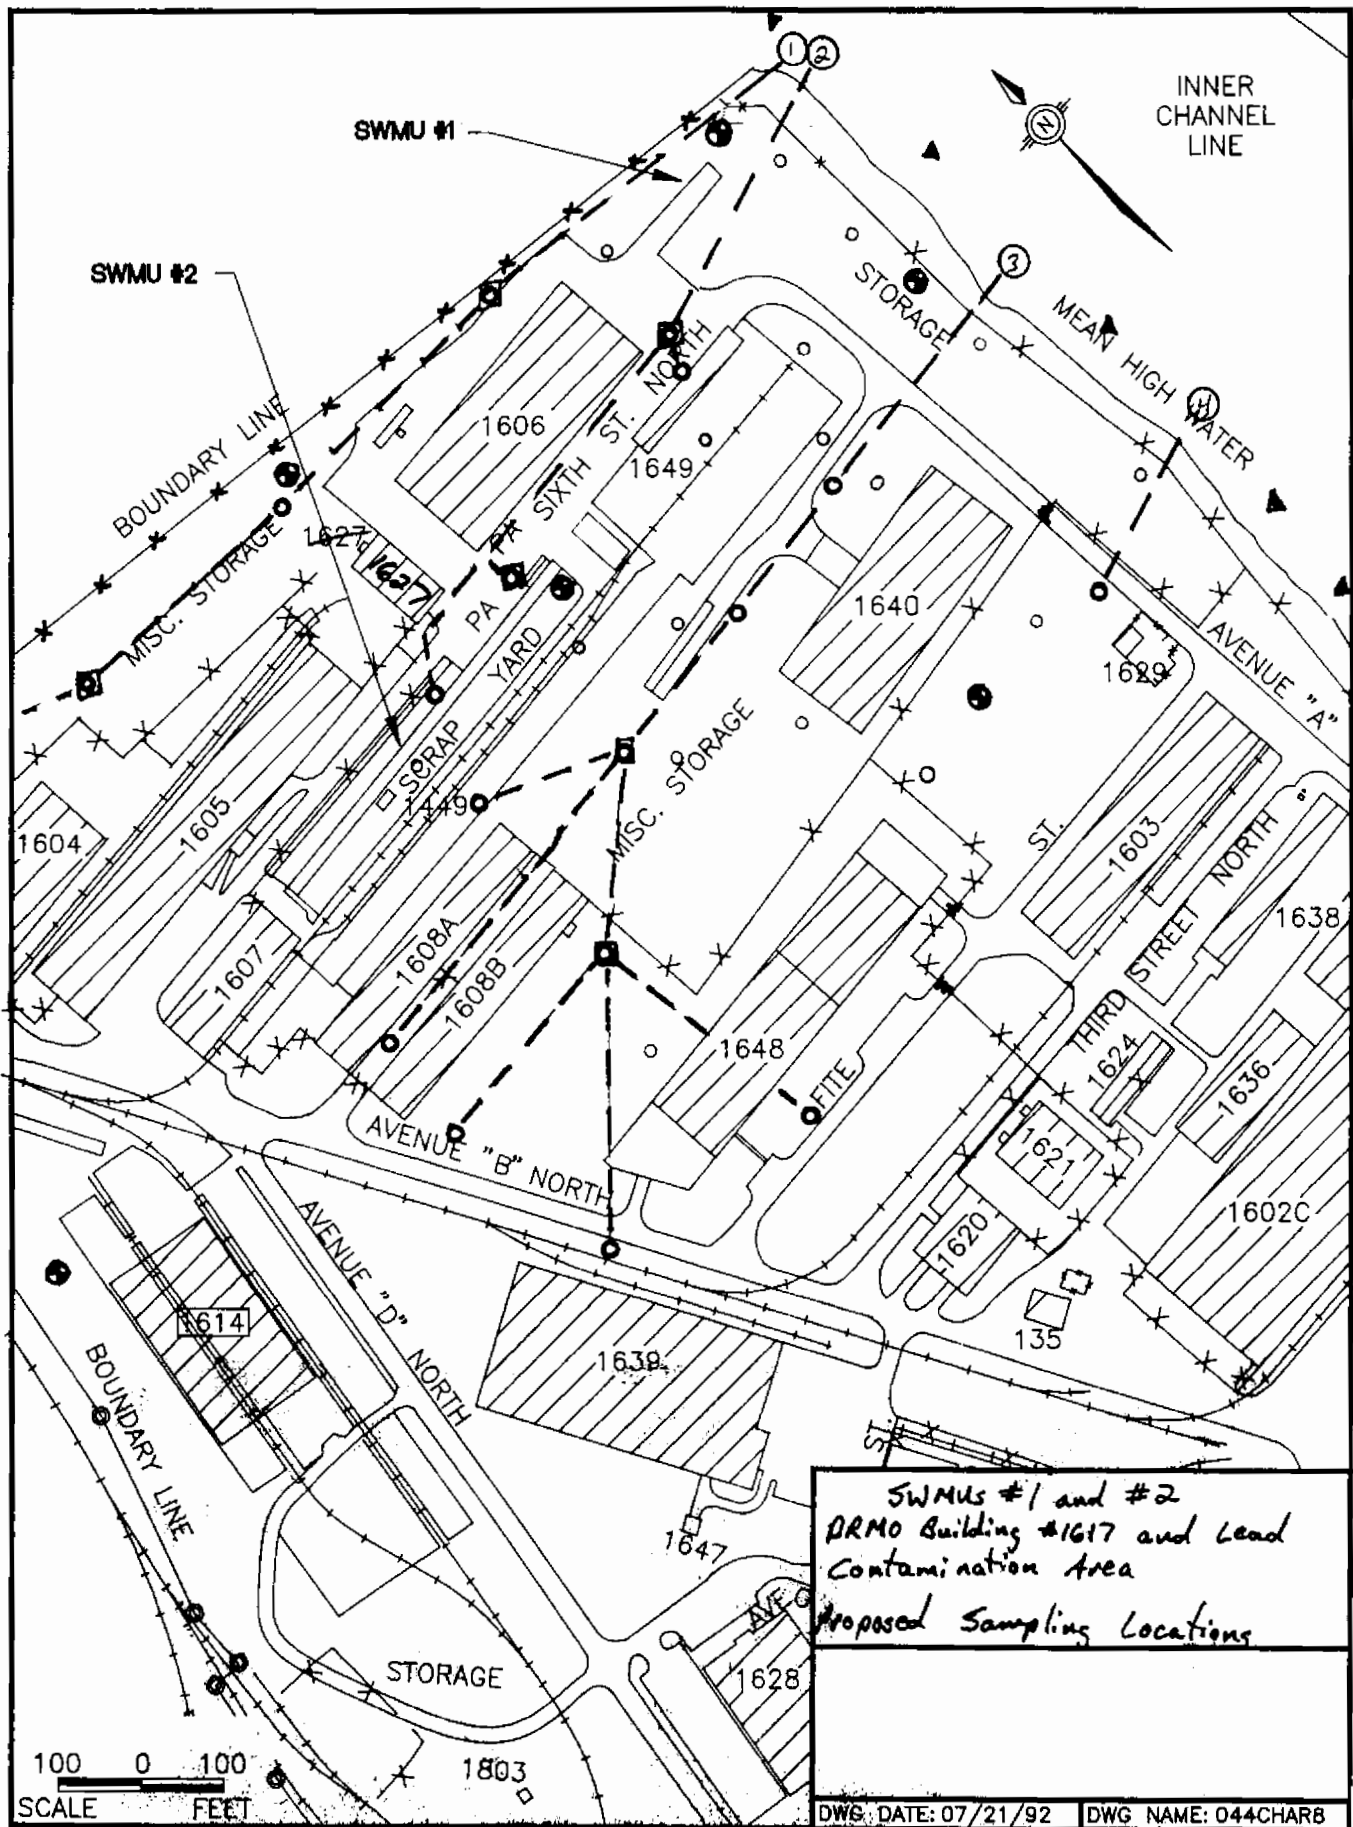 1
2
INNER
CHANNEL
LINE
N
SWMU #1
SWMU #2
3
STORAGE
MEAN HIGH WATER
4
BOUNDARY LINE
1606
SIXTH ST. NORTH
PA
PA
1649
MISC. STORAGE
1627
1627
1640
1629
AVENUE "A"
SCRAP YARD
1449
MISC. STORAGE
1604
1605
1607
1608A
1608B
ST.
1603
THIRD STREET NORTH
1638
1648
FITE
1624
1636
1621
1620
1602C
135
AVENUE "B" NORTH
AVENUE "D" NORTH
1614
1639
BOUNDARY LINE
ST.
1647
AVE
1628
STORAGE
1803
SWMUs #1 and #2
DRMO Building #1617 and Lead
Contamination Area
Proposed Sampling Locations
100 0 100
SCALE FEET
DWG DATE: 07/21/92 DWG NAME: 044CHAR8